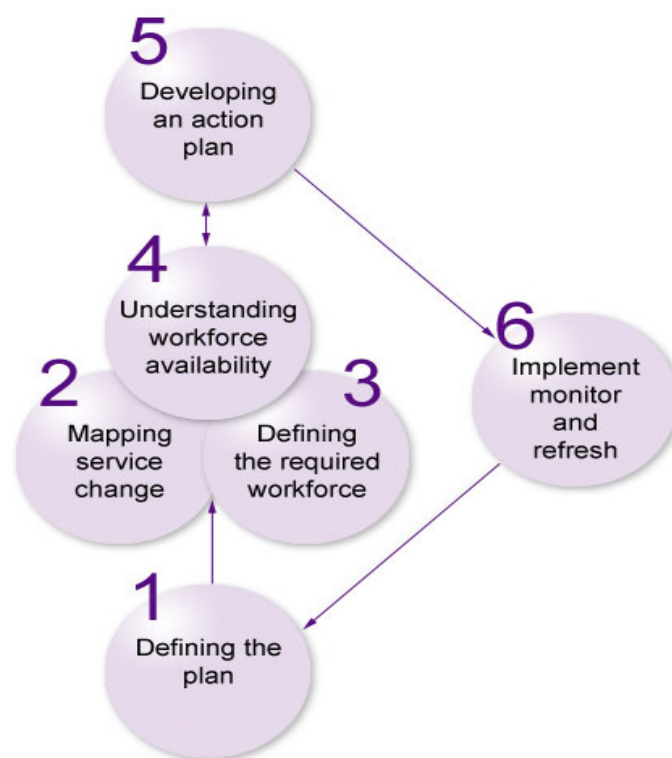 5
Developing
an action
plan
4
Understanding
workforce
availability
2
Mapping
service
change
3
Defining
the required
workforce
6
Implement
monitor
and
refresh
1
Defining the
plan